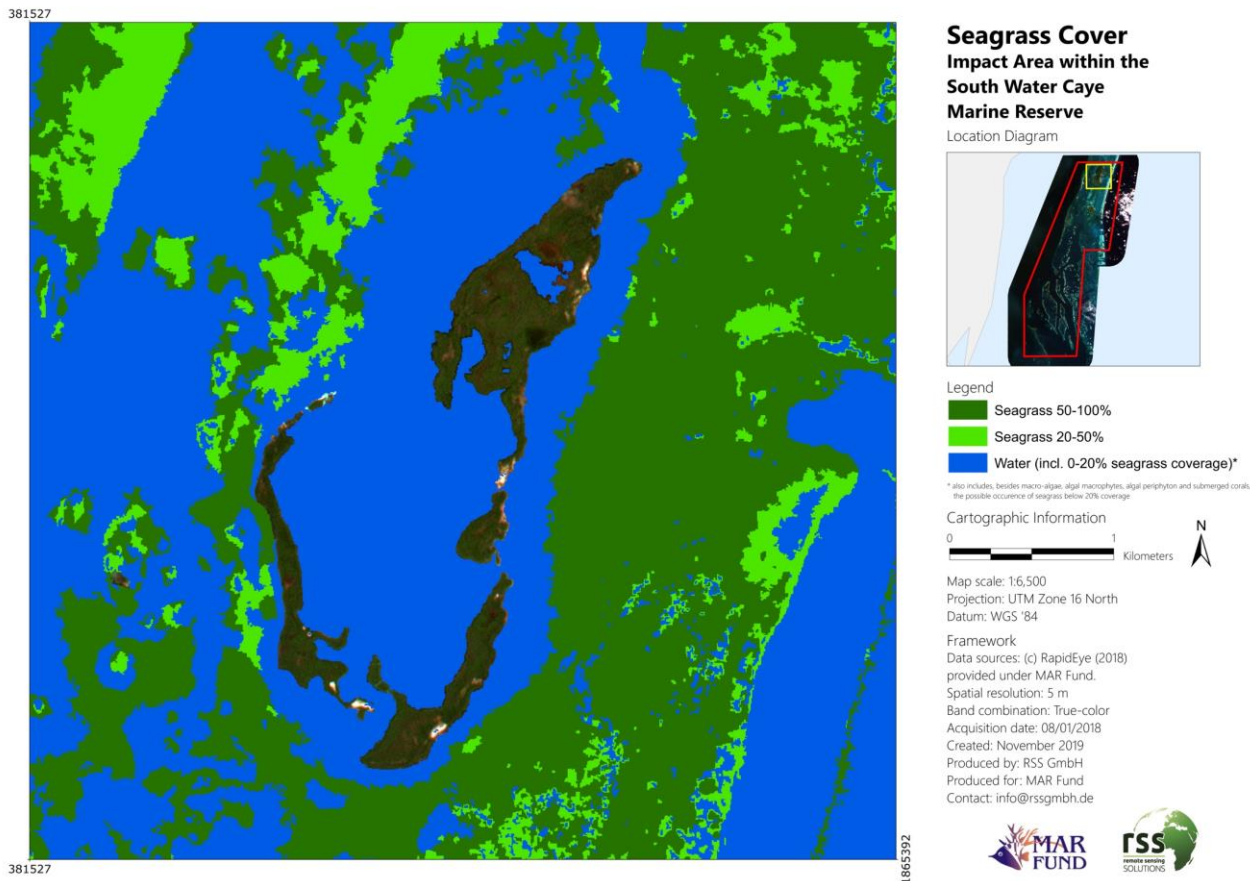 381527
Seagrass Cover
Impact Area within the
South Water Caye
Marine Reserve
Location Diagram
Legend
Seagrass 50-100%
Seagrass 20-50%
Water (incl. 0-20% seagrass coverage)*
* also includes, besides macro-algae, algal macrophytes, algal periphyton and submerged corals,
the possible occurence of seagrass below 20% coverage
Cartographic Information
N
0 1
Kilometers
Map scale: 1:6,500
Projection: UTM Zone 16 North
Datum: WGS '84
Framework
Data sources: (c) RapidEye (2018)
provided under MAR Fund.
Spatial resolution: 5 m
Band combination: True-color
Acquisition date: 08/01/2018
Created: November 2019
Produced by: RSS GmbH
Produced for: MAR Fund
Contact: info@rssgmbh.de
MAR
FUND
rss
remote sensing
SOLUTIONS
381527
1865392